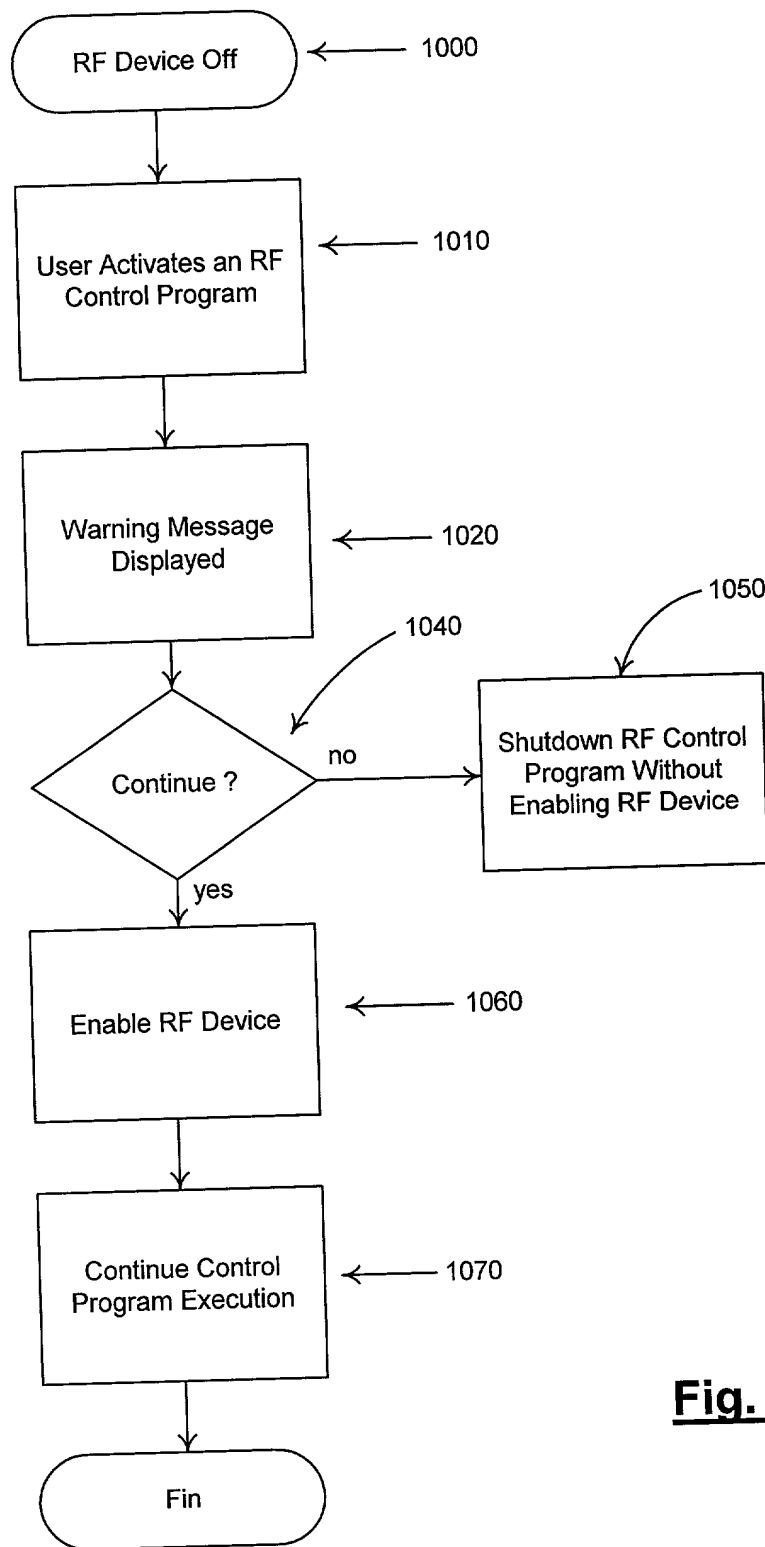 RF Device Off
1000
User Activates an RF
Control Program
1010
Warning Message
Displayed
1020
1040
1050
Continue ?
no
Shutdown RF Control
Program Without
Enabling RF Device
yes
Enable RF Device
1060
Continue Control
Program Execution
1070
Fig.
Fin